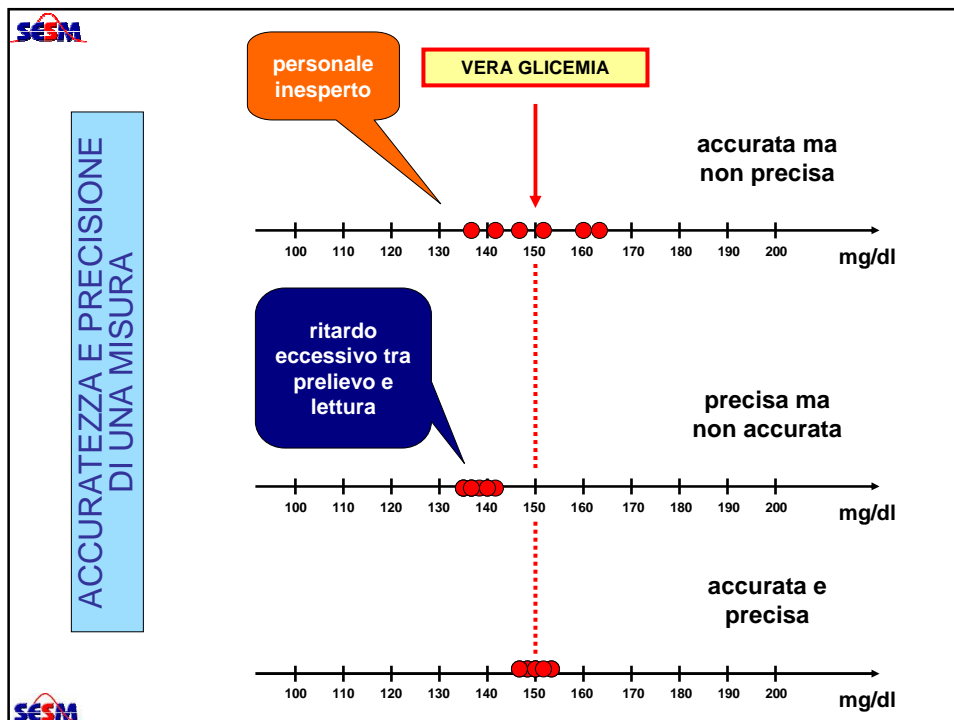 SESM
personale
inesperto
VERA GLICEMIA
accurata ma
non precisa
100 110 120 130 140 150 160 170 180 190 200
mg/dl
ACCURATEZZA E PRECISIONE
DI UNA MISURA
ritardo
eccessivo tra
prelievo e
lettura
precisa ma
non accurata
100 110 120 130 140 150 160 170 180 190 200
mg/dl
accurata e
precisa
100 110 120 130 140 150 160 170 180 190 200
mg/dl
SESM